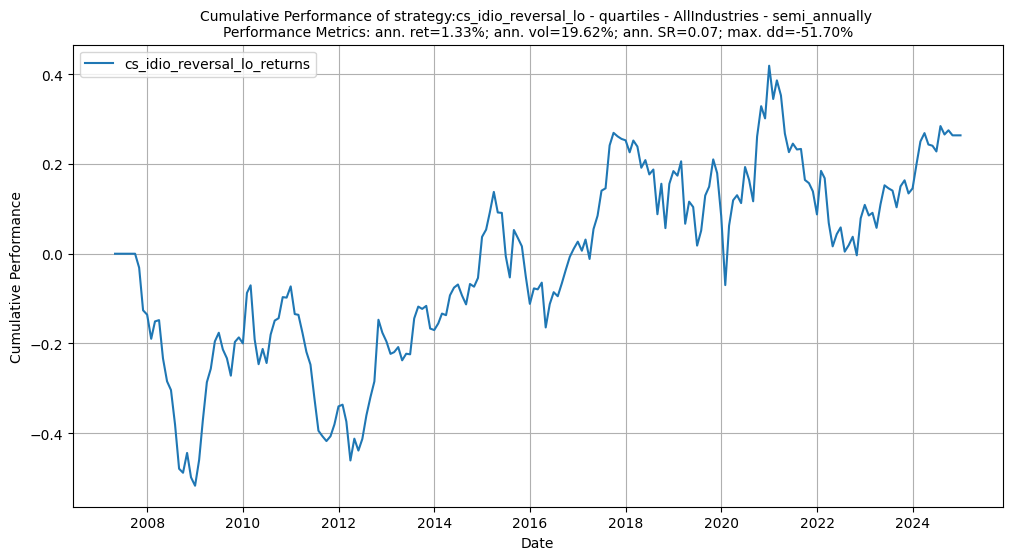 Cumulative Performance of strategy:cs_idio_reversal_lo - quartiles - AllIndustries - semi_annually
Performance Metrics: ann. ret=1.33%; ann. vol=19.62%; ann. SR=0.07; max. dd=-51.70%
cs_idio_reversal_lo_returns
Cumulative Performance
0.4
0.2
0.0
−0.2
−0.4
2008
2010
2012
2014
2016
2018
2020
2022
2024
Date